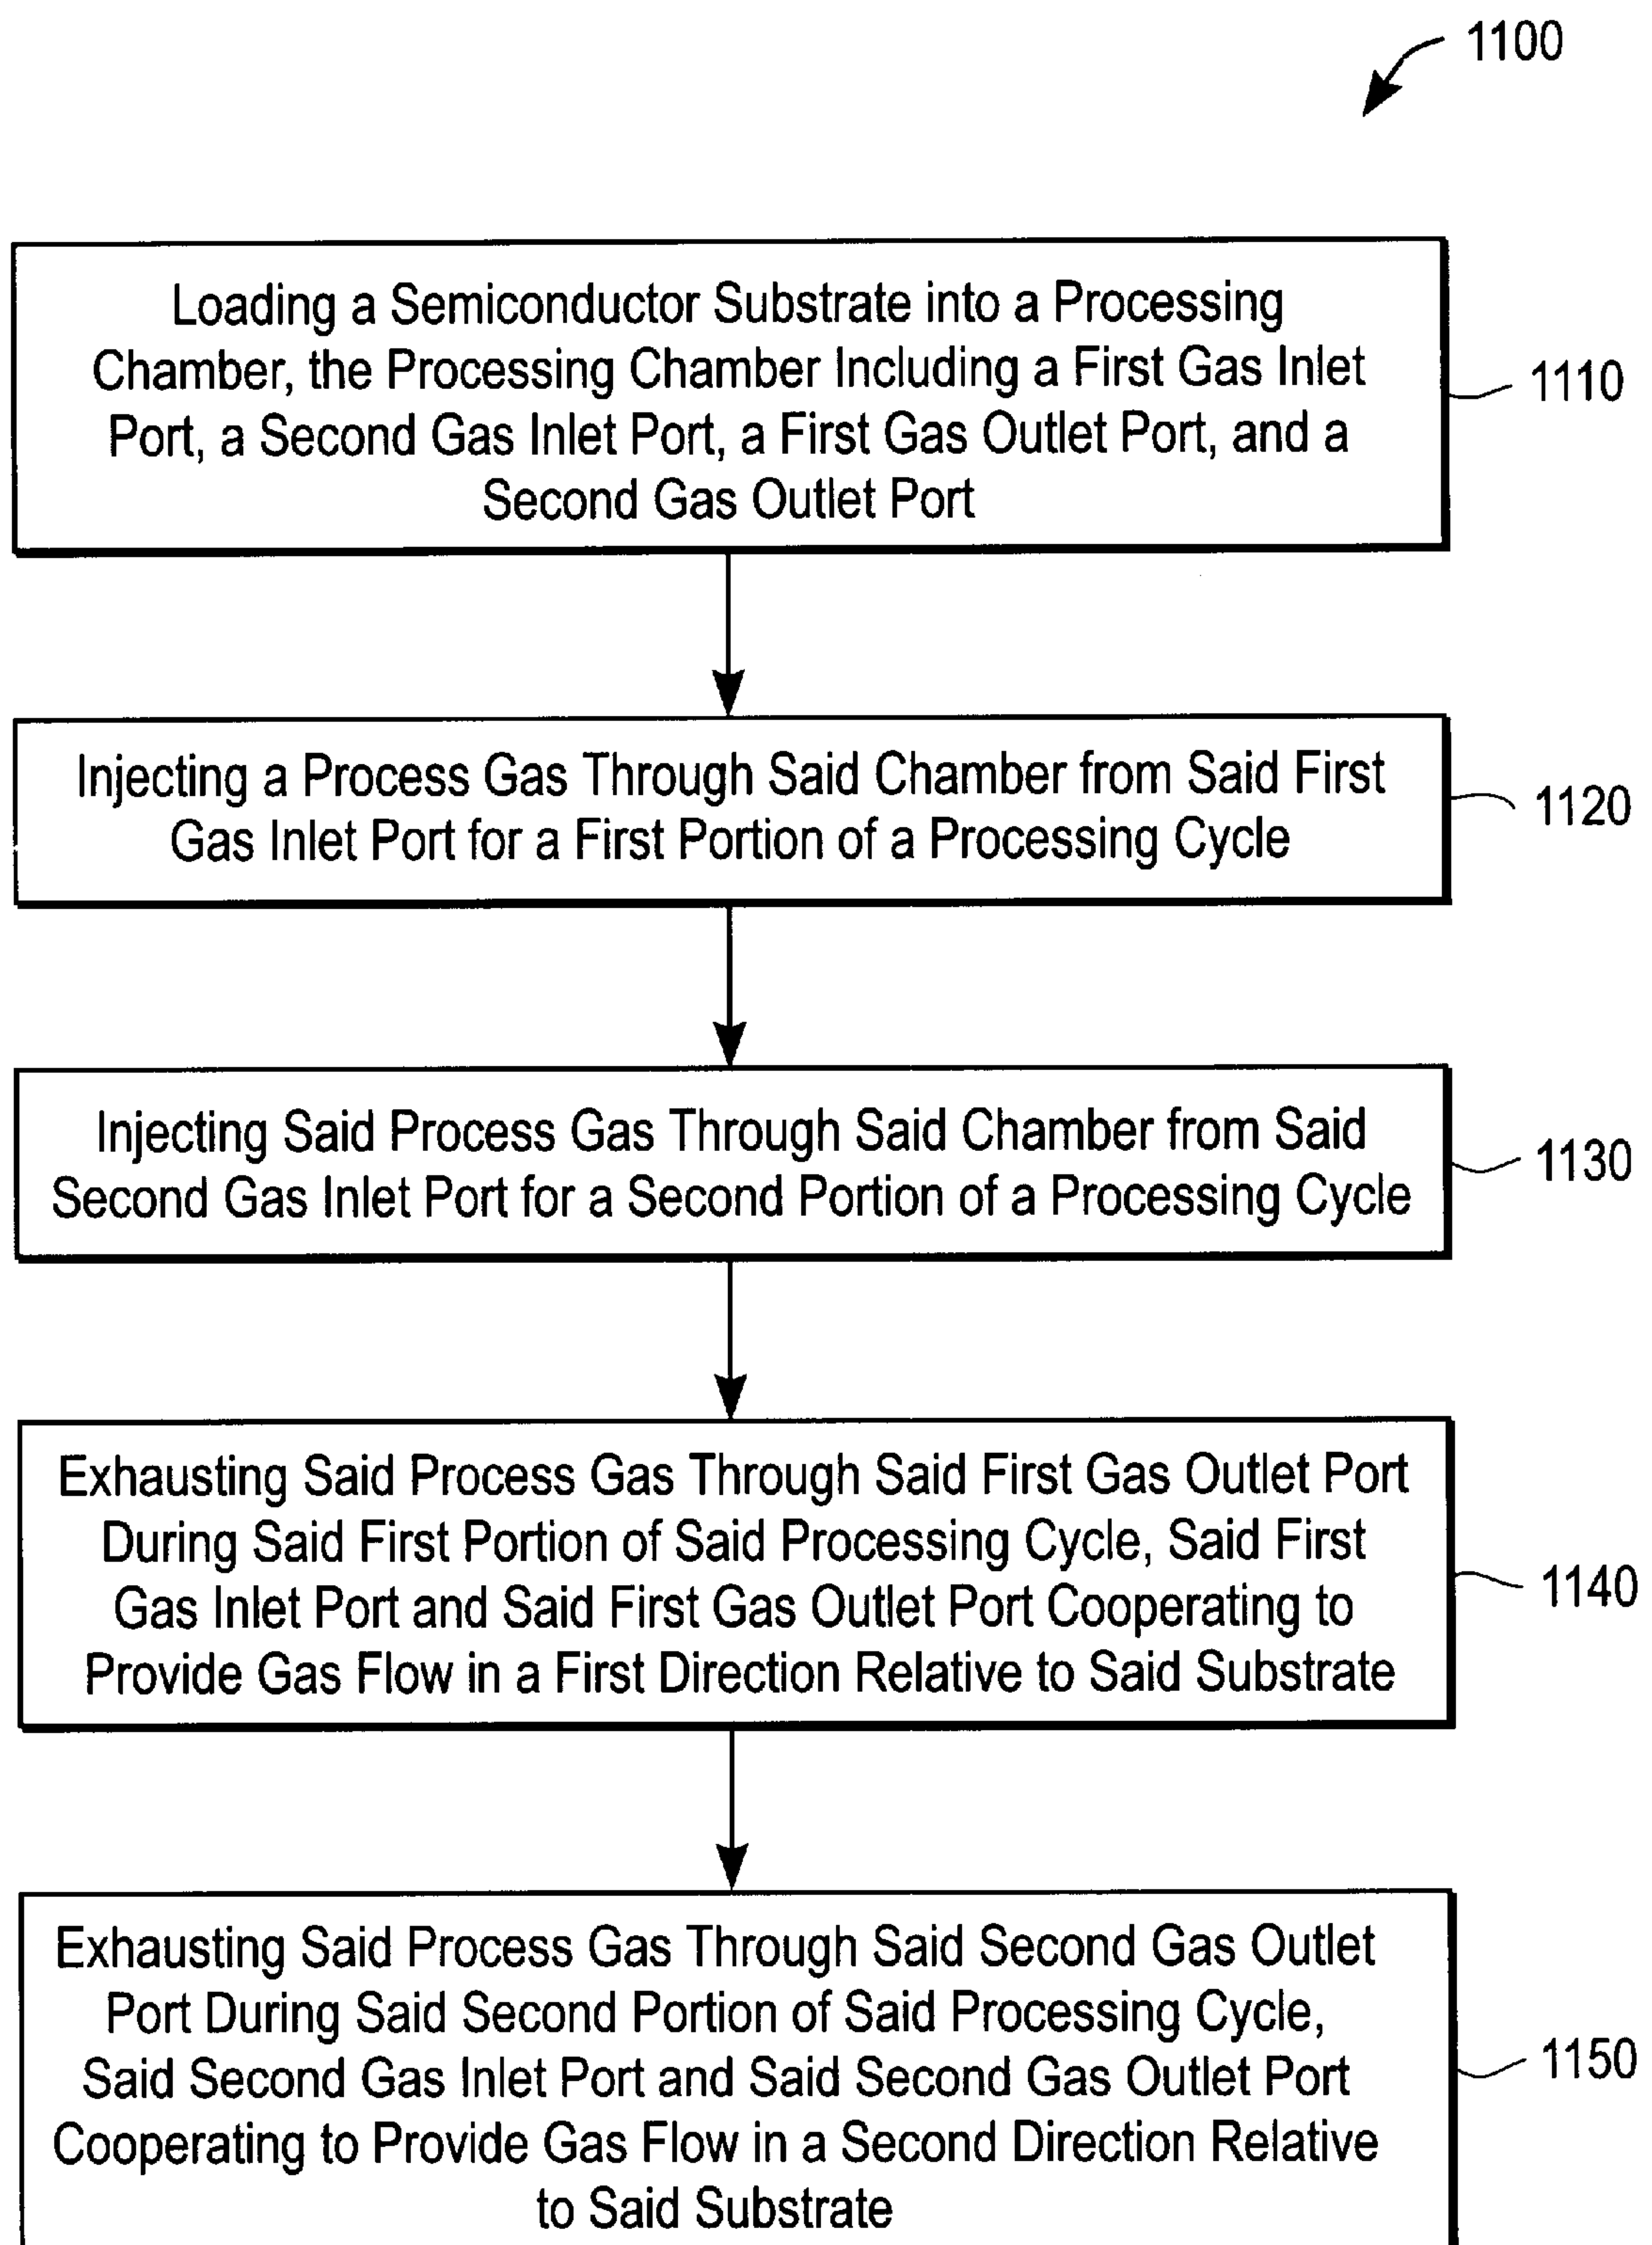 1100
Loading a Semiconductor Substrate into a Processing
Chamber, the Processing Chamber Including a First Gas Inlet
Port, a Second Gas Inlet Port, a First Gas Outlet Port, and a
Second Gas Outlet Port
1110
Injecting a Process Gas Through Said Chamber from Said First
Gas Inlet Port for a First Portion of a Processing Cycle
1120
Injecting Said Process Gas Through Said Chamber from Said
Second Gas Inlet Port for a Second Portion of a Processing Cycle
1130
Exhausting Said Process Gas Through Said First Gas Outlet Port
During Said First Portion of Said Processing Cycle, Said First
Gas Inlet Port and Said First Gas Outlet Port Cooperating to
Provide Gas Flow in a First Direction Relative to Said Substrate
1140
Exhausting Said Process Gas Through Said Second Gas Outlet
Port During Said Second Portion of Said Processing Cycle,
Said Second Gas Inlet Port and Said Second Gas Outlet Port
Cooperating to Provide Gas Flow in a Second Direction Relative
to Said Substrate
1150